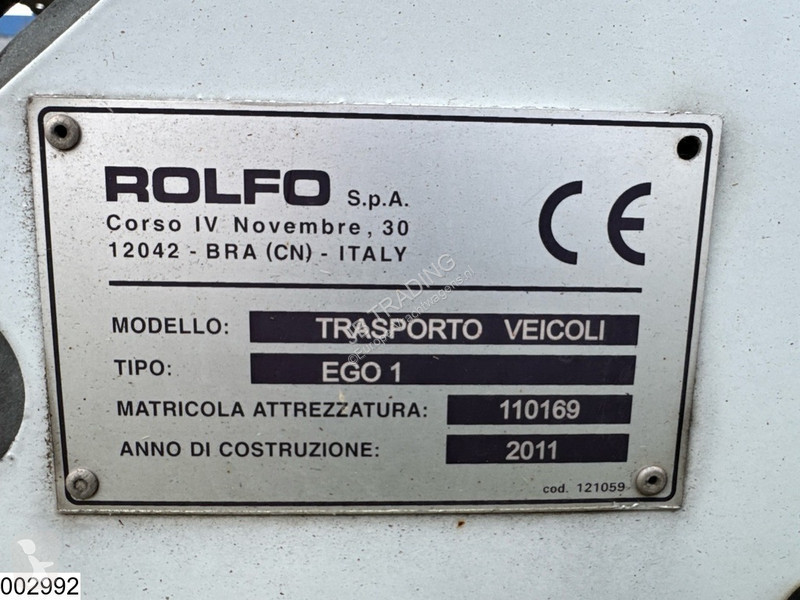 ROLFO S.p.A.
Corso IV Novembre, 30
12042 - BRA (CN) - ITALY
CE
MODELLO: TRASPORTO VEICOLI
TIPO: EGO 1
MATRICOLA ATTREZZATURA: 110169
ANNO DI COSTRUZIONE: 2011
cod. 121059
TRADING
002992